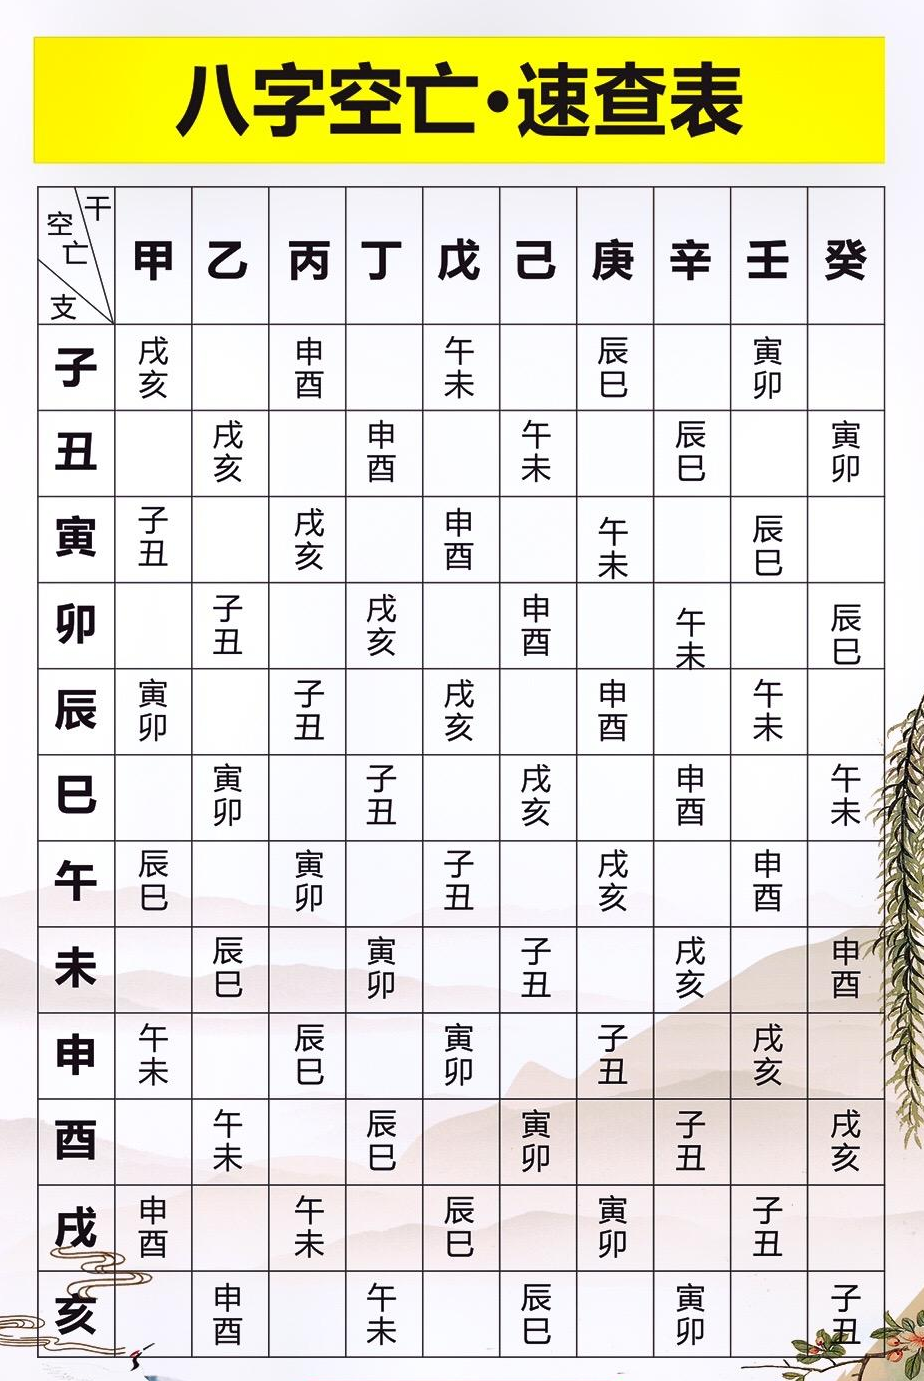 八字空亡·速查表
干 空亡 支 甲 乙 丙 丁 戊 己 庚 辛 壬 癸
子 戌亥 申酉 午未 辰巳 寅卯
丑 戌亥 申酉 午未 辰巳 寅卯
寅 子丑 戌亥 申酉 午未 辰巳
卯 子丑 戌亥 申酉 午未 辰巳
辰 寅卯 子丑 戌亥 申酉 午未
巳 寅卯 子丑 戌亥 申酉 午未
午 辰巳 寅卯 子丑 戌亥 申酉
未 辰巳 寅卯 子丑 戌亥 申酉
申 午未 辰巳 寅卯 子丑 戌亥
酉 午未 辰巳 寅卯 子丑 戌亥
戌 申酉 午未 辰巳 寅卯 子丑
亥 申酉 午未 辰巳 寅卯 子丑